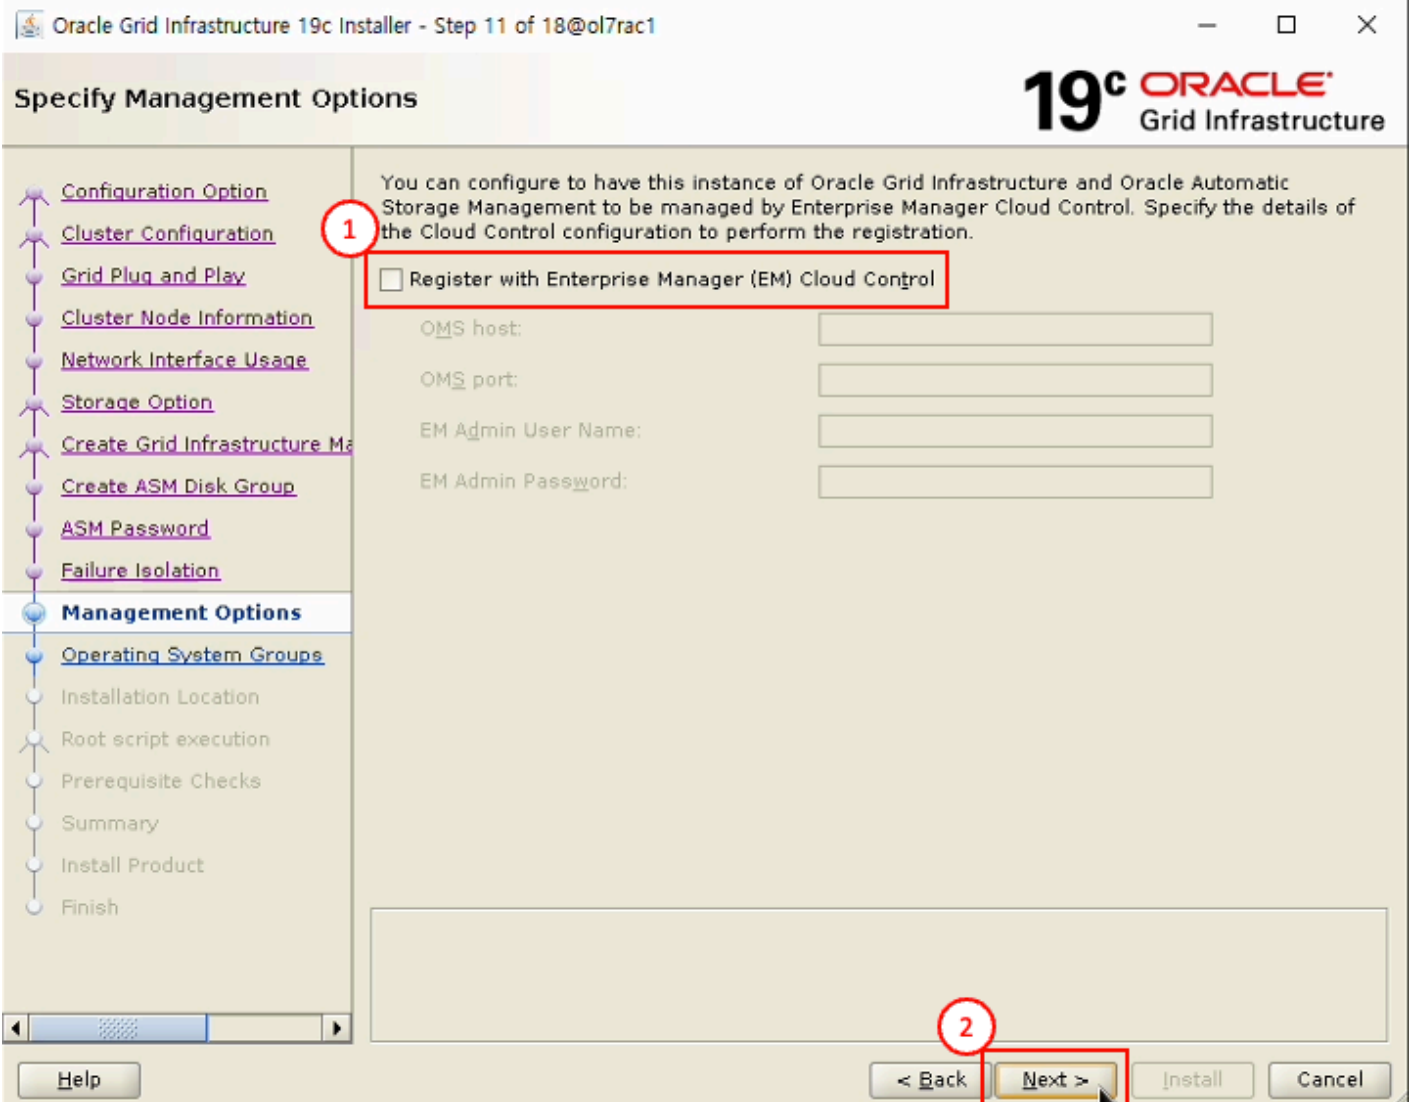 Oracle Grid Infrastructure 19c Installer - Step 11 of 18@ol7rac1
Specify Management Options
19c ORACLE
Grid Infrastructure
Configuration Option
Cluster Configuration
Grid Plug and Play
Cluster Node Information
Network Interface Usage
Storage Option
Create Grid Infrastructure Ma
Create ASM Disk Group
ASM Password
Failure Isolation
Management Options
Operating System Groups
Installation Location
Root script execution
Prerequisite Checks
Summary
Install Product
Finish
You can configure to have this instance of Oracle Grid Infrastructure and Oracle Automatic
Storage Management to be managed by Enterprise Manager Cloud Control. Specify the details of
the Cloud Control configuration to perform the registration.
1
Register with Enterprise Manager (EM) Cloud Control
OMS host:
OMS port:
EM Admin User Name:
EM Admin Password:
2
Help
< Back
Next >
Install
Cancel